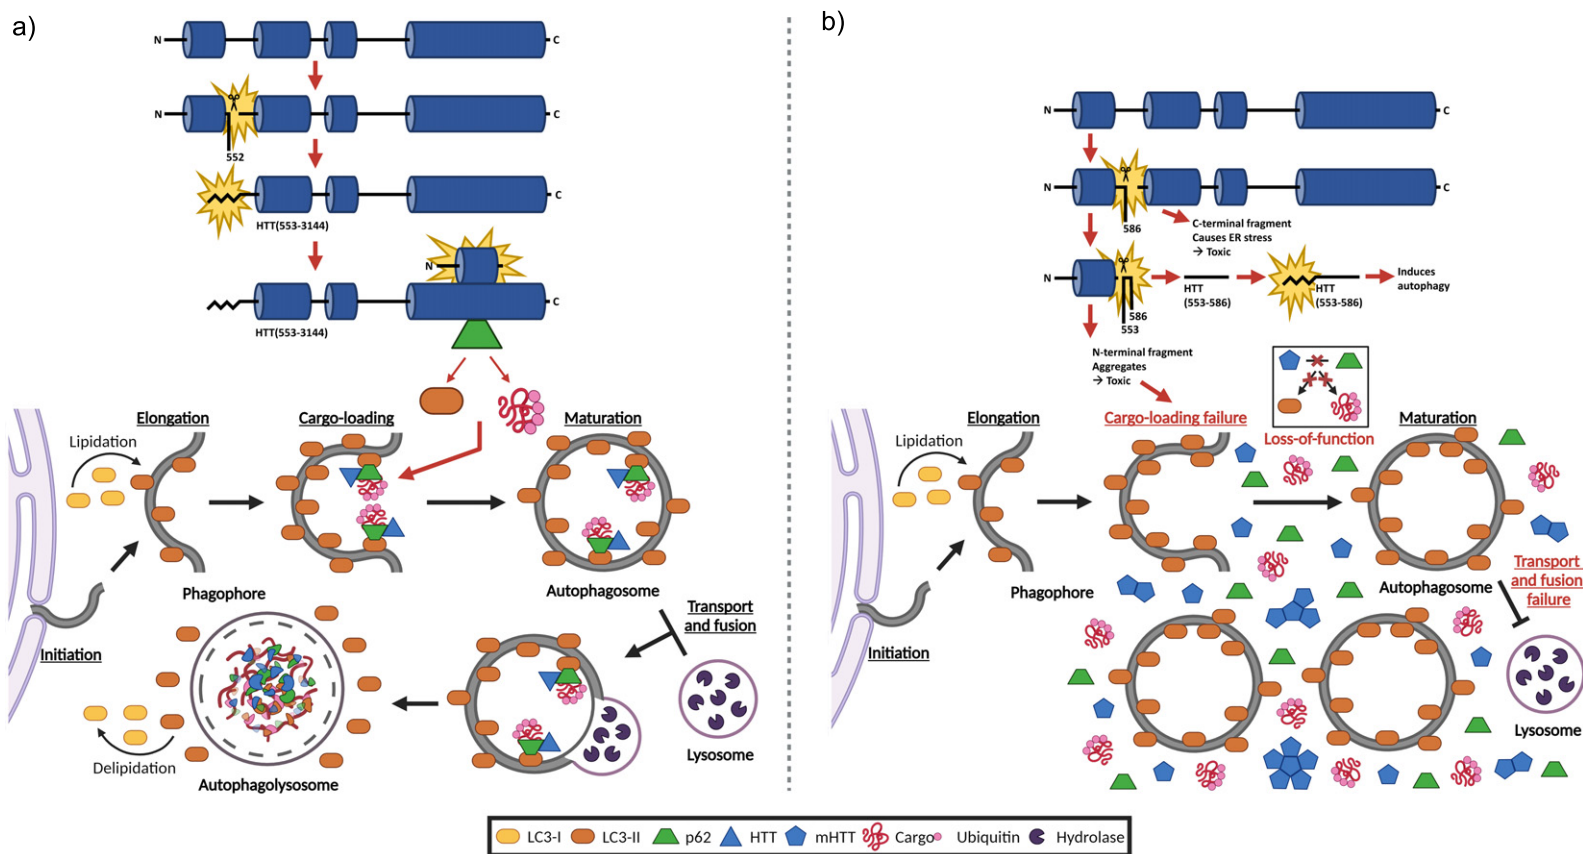 a)
N
C
N
C
552
C
HTT(553-3144)
N
C
HTT(553-3144)
Elongation
Cargo-loading
Maturation
Lipidation
Phagophore
Autophagosome
Transport
and fusion
Initiation
Lysosome
Delipidation
Autophagolysosome
b)
N
C
N
C
586
C-terminal fragment
Causes ER stress
→ Toxic
N
HTT
(553-586)
HTT
(553-586)
Induces
autophagy
586
553
N-terminal fragment
Aggregates
→ Toxic
Elongation
Cargo-loading failure
Loss-of-function
Maturation
Lipidation
Phagophore
Autophagosome
Transport
and fusion
failure
Initiation
Lysosome
LC3-I LC3-II p62 HTT mHTT Cargo Ubiquitin Hydrolase